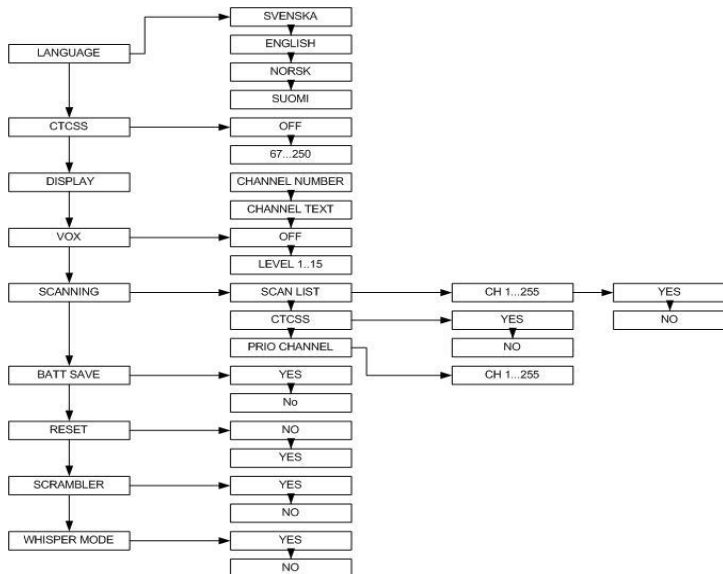 SVENSKA
LANGUAGE
ENGLISH
NORSK
SUOMI
CTCSS
OFF
67...250
DISPLAY
CHANNEL NUMBER
CHANNEL TEXT
VOX
OFF
LEVEL 1..15
SCANNING
SCAN LIST
CH 1...255
YES
CTCSS
YES
NO
PRIO CHANNEL
NO
BATT SAVE
YES
CH 1...255
No
RESET
NO
YES
SCRAMBLER
YES
NO
WHISPER MODE
YES
NO